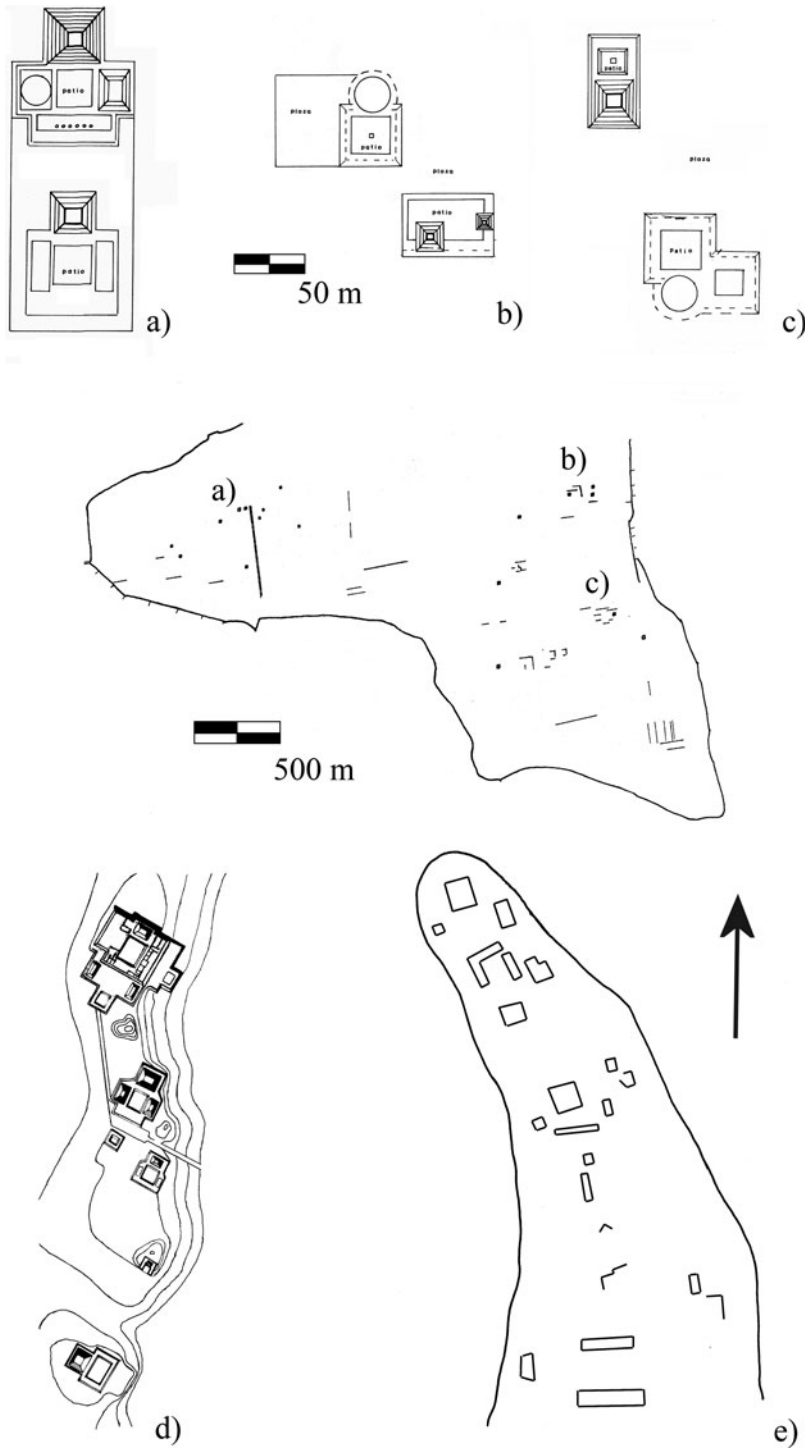 patio
patio
a)
plaza
patio
plaza
patio
50 m
b)
patio
plaza
Patio
c)
a)
b)
c)
500 m
d)
e)